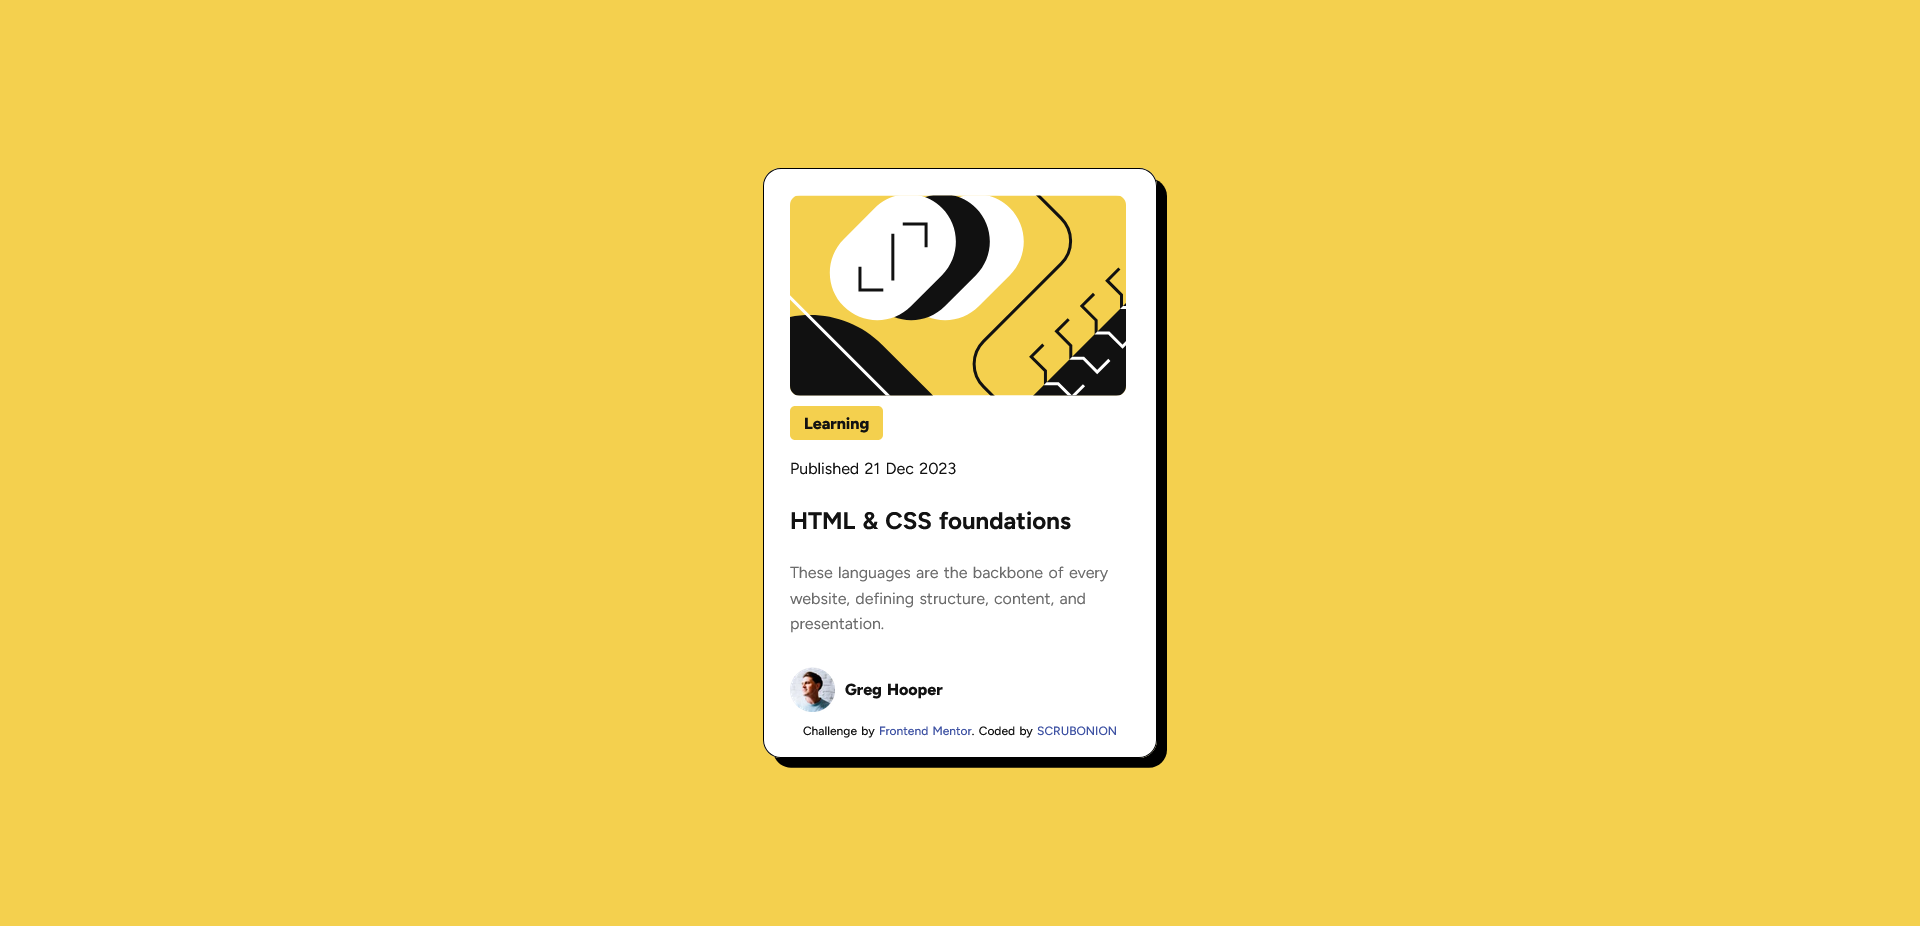 Learning
Published 21 Dec 2023
HTML & CSS foundations
These languages are the backbone of every
website, defining structure, content, and
presentation.
Greg Hooper
Challenge by Frontend Mentor. Coded by SCRUBONION